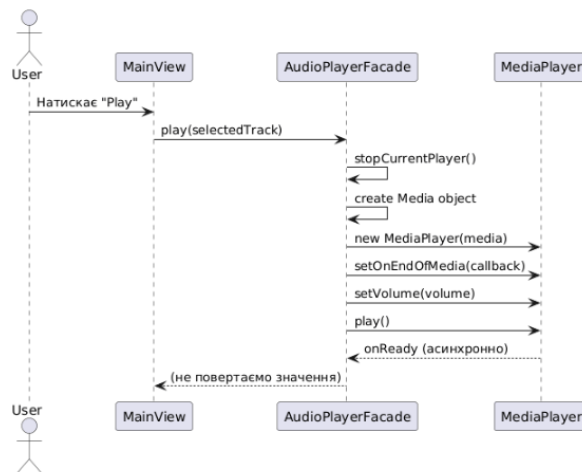 User
MainView
AudioPlayerFacade
MediaPlayer
Натискає "Play"
play(selectedTrack)
stopCurrentPlayer()
create Media object
new MediaPlayer(media)
setOnEndOfMedia(callback)
setVolume(volume)
play()
onReady (асинхронно)
(не повертаємо значення)
User
MainView
AudioPlayerFacade
MediaPlayer